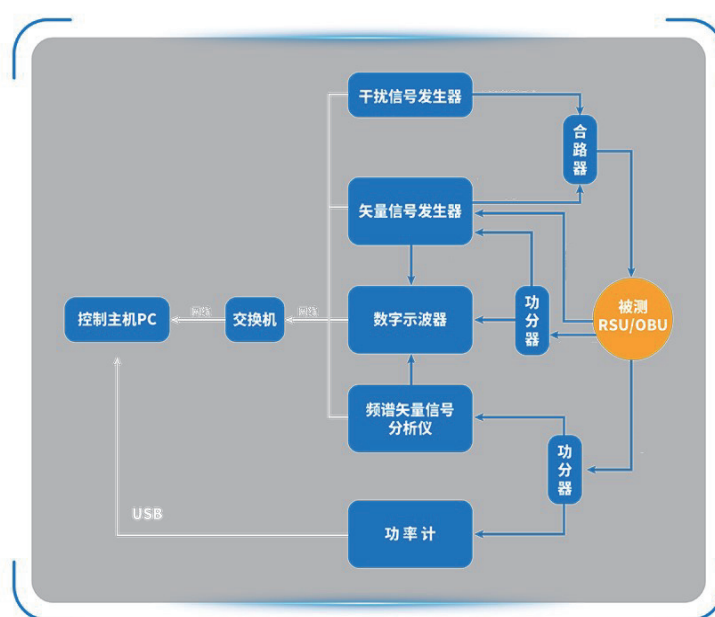 干扰信号发生器
合
路
器
矢量信号发生器
控制主机PC
交换机
数字示波器
功
分
器
被测
RSU/OBU
频谱矢量信号
分析仪
功
分
器
USB
功率计